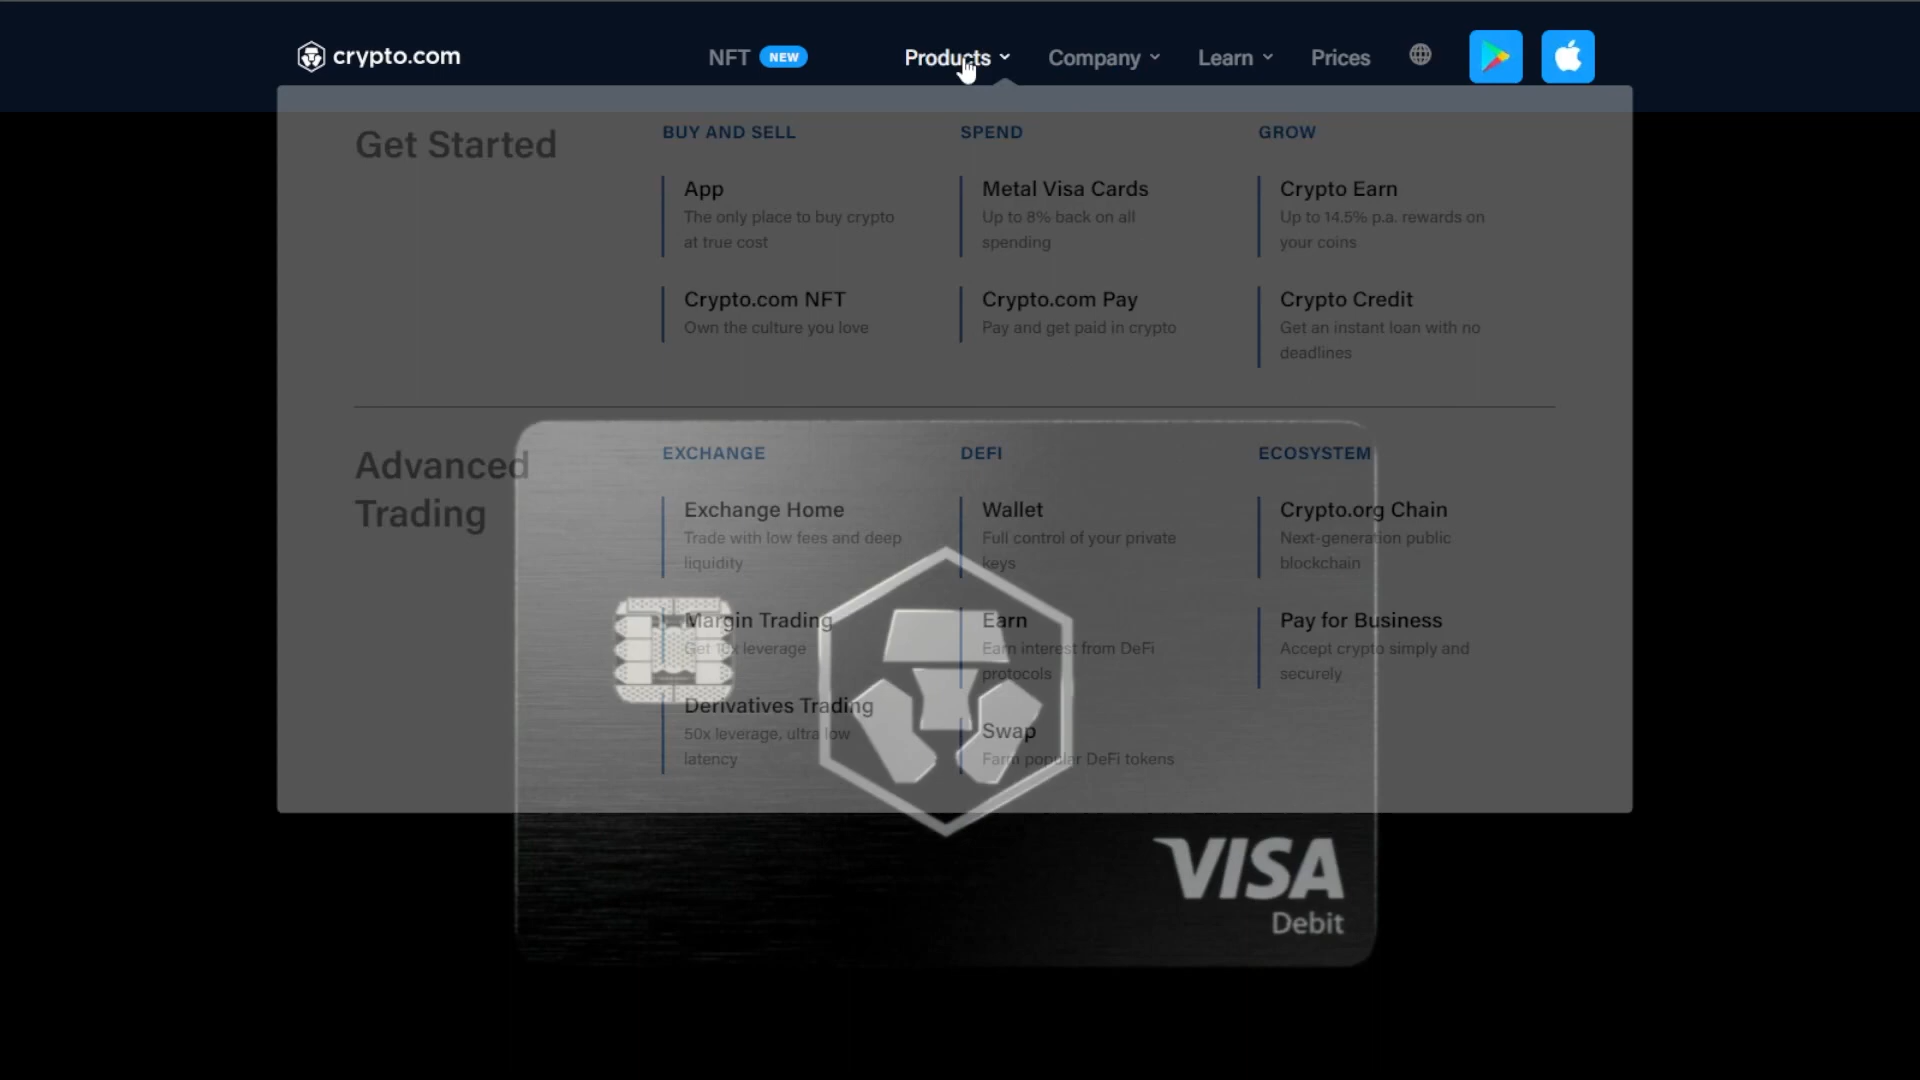 crypto.com
NFT NEW
Products
Company
Learn
Prices
Get Started
BUY AND SELL
App
The only place to buy crypto
at true cost
Crypto.com NFT
Own the culture you love
SPEND
Metal Visa Cards
Up to 8% back on all
spending
Crypto.com Pay
Pay and get paid in crypto
GROW
Crypto Earn
Up to 14.5% p.a. rewards on
your coins
Crypto Credit
Get an instant loan with no
deadlines
Advanced
Trading
EXCHANGE
Exchange Home
Trade with low fees and deep
liquidity
Margin Trading
Get 10x leverage
Derivatives Trading
50x leverage, ultra low
latency
DEFI
Wallet
Full control of your private
keys
Earn
Earn interest from DeFi
protocols
Swap
Farm popular DeFi tokens
ECOSYSTEM
Crypto.org Chain
Next-generation public
blockchain
Pay for Business
Accept crypto simply and
securely
VISA
Debit